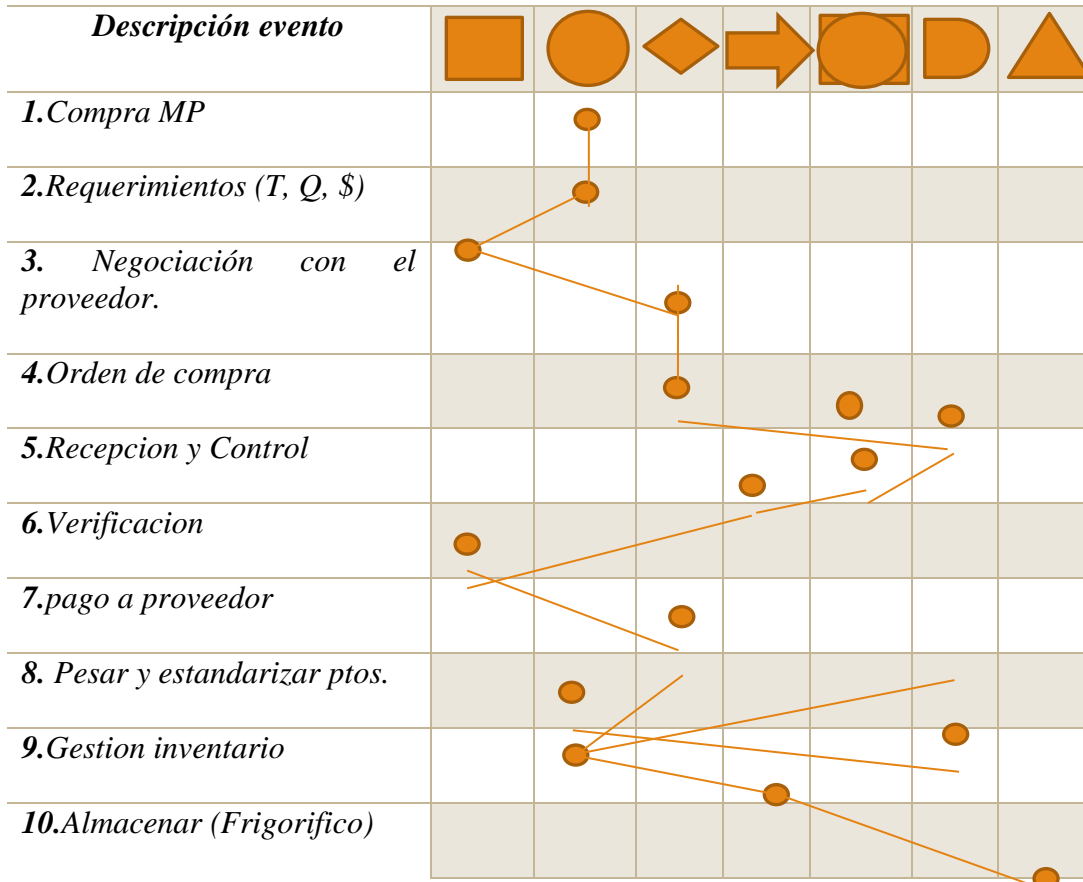 Descripción evento
1.Compra MP
2.Requerimientos (T, Q, $)
3. Negociación con el
proveedor.
4.Orden de compra
5.Recepcion y Control
6.Verificacion
7.pago a proveedor
8. Pesar y estandarizar ptos.
9.Gestion inventario
10.Almacenar (Frigorifico)